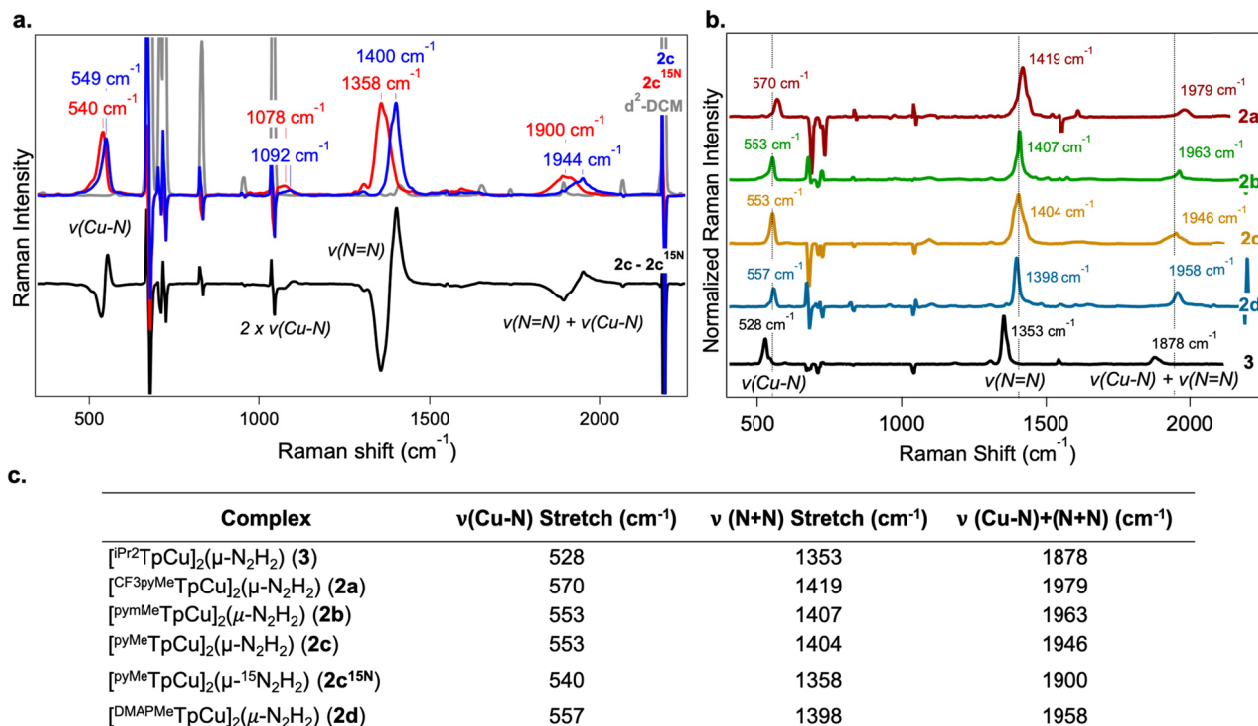 a.
549 cm⁻¹
540 cm⁻¹
1078 cm⁻¹
1092 cm⁻¹
1400 cm⁻¹
1358 cm⁻¹
1900 cm⁻¹
1944 cm⁻¹
2c
2c¹⁵ᴺ
d²-DCM
ν(Cu-N)
ν(N=N)
2c - 2c¹⁵ᴺ
2 x ν(Cu-N)
ν(N=N) + ν(Cu-N)
Raman Intensity
500 1000 1500 2000
Raman shift (cm⁻¹)
b.
570 cm⁻¹
1419 cm⁻¹
1979 cm⁻¹
2a
553 cm⁻¹
1407 cm⁻¹
1963 cm⁻¹
2b
553 cm⁻¹
1404 cm⁻¹
1946 cm⁻¹
2c
557 cm⁻¹
1398 cm⁻¹
1958 cm⁻¹
2d
528 cm⁻¹
1353 cm⁻¹
1878 cm⁻¹
3
ν(Cu-N) ν(N=N) ν(Cu-N) + ν(N=N)
Normalized Raman Intensity
500 1000 1500 2000
Raman Shift (cm⁻¹)
c.
Complex ν(Cu-N) Stretch (cm⁻¹) ν (N+N) Stretch (cm⁻¹) ν (Cu-N)+(N+N) (cm⁻¹)
[ⁱᴾʳ²TpCu]₂(μ-N₂H₂) (3) 528 1353 1878
[CF3pyMeTpCu]₂(μ-N₂H₂) (2a) 570 1419 1979
[pymMeTpCu]₂(μ-N₂H₂) (2b) 553 1407 1963
[pyMeTpCu]₂(μ-N₂H₂) (2c) 553 1404 1946
[pyMeTpCu]₂(μ-¹⁵N₂H₂) (2c¹⁵ᴺ) 540 1358 1900
[DMAPMeTpCu]₂(μ-N₂H₂) (2d) 557 1398 1958